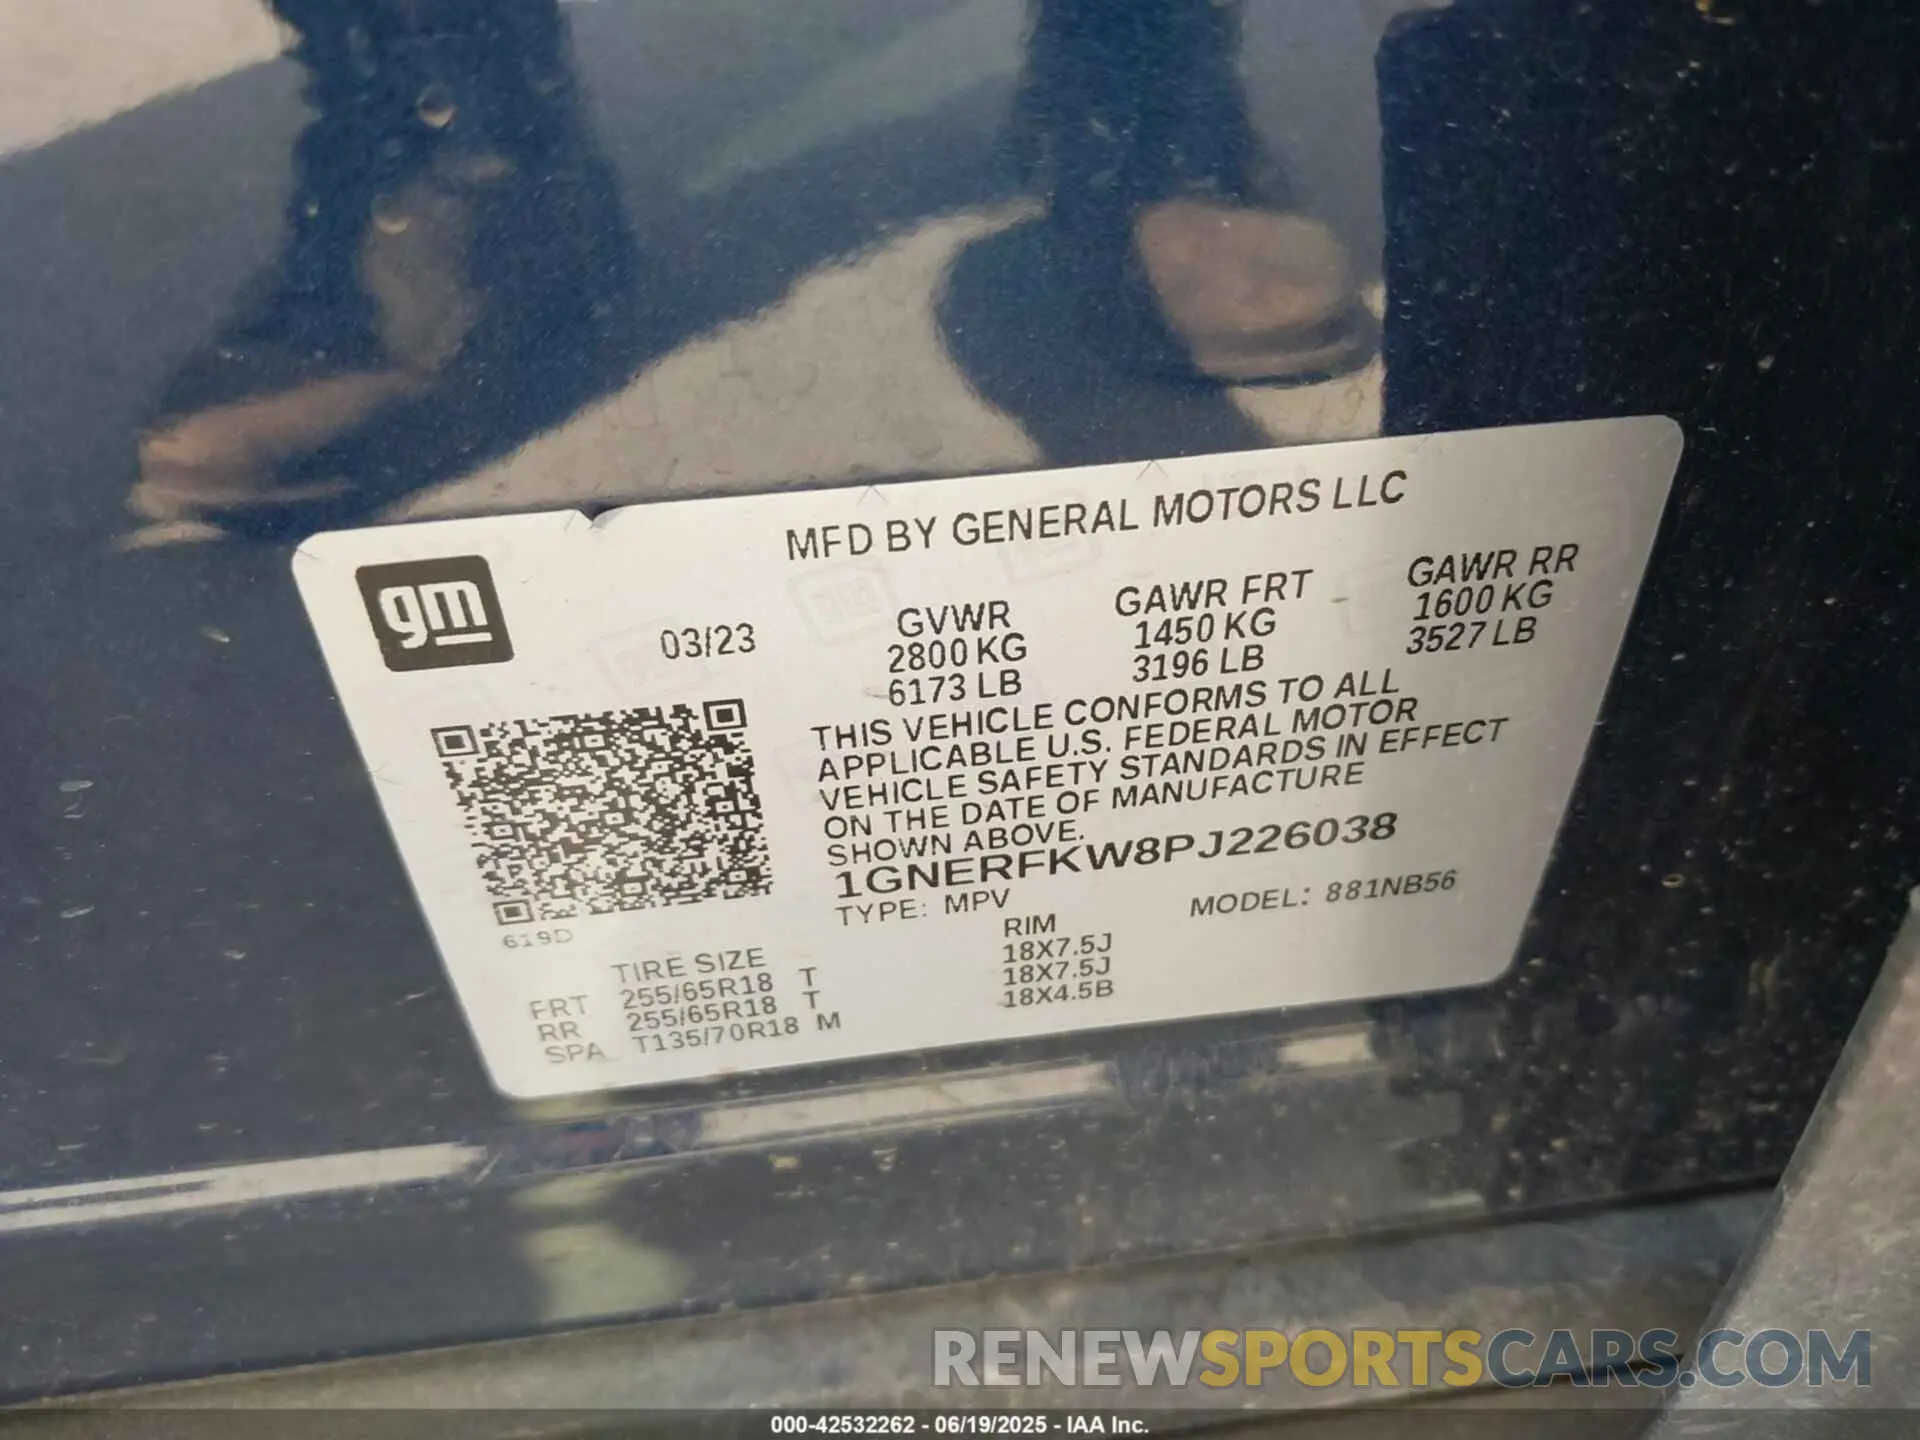 MFD BY GENERAL MOTORS LLC
gm
03/23
GVWR
2800 KG
6173 LB
GAWR FRT
1450 KG
3196 LB
GAWR RR
1600 KG
3527 LB
THIS VEHICLE CONFORMS TO ALL
APPLICABLE U.S. FEDERAL MOTOR
VEHICLE SAFETY STANDARDS IN EFFECT
ON THE DATE OF MANUFACTURE
SHOWN ABOVE.
1GNERFKW8PJ226038
TYPE: MPV
MODEL: 881NB56
619D
TIRE SIZE RIM
FRT 255/65R18 T 18X7.5J
RR 255/65R18 T 18X7.5J
SPA T135/70R18 M 18X4.5B
RENEWSPORTSCARS.COM
000-42532262 - 06/19/2025 - IAA Inc.